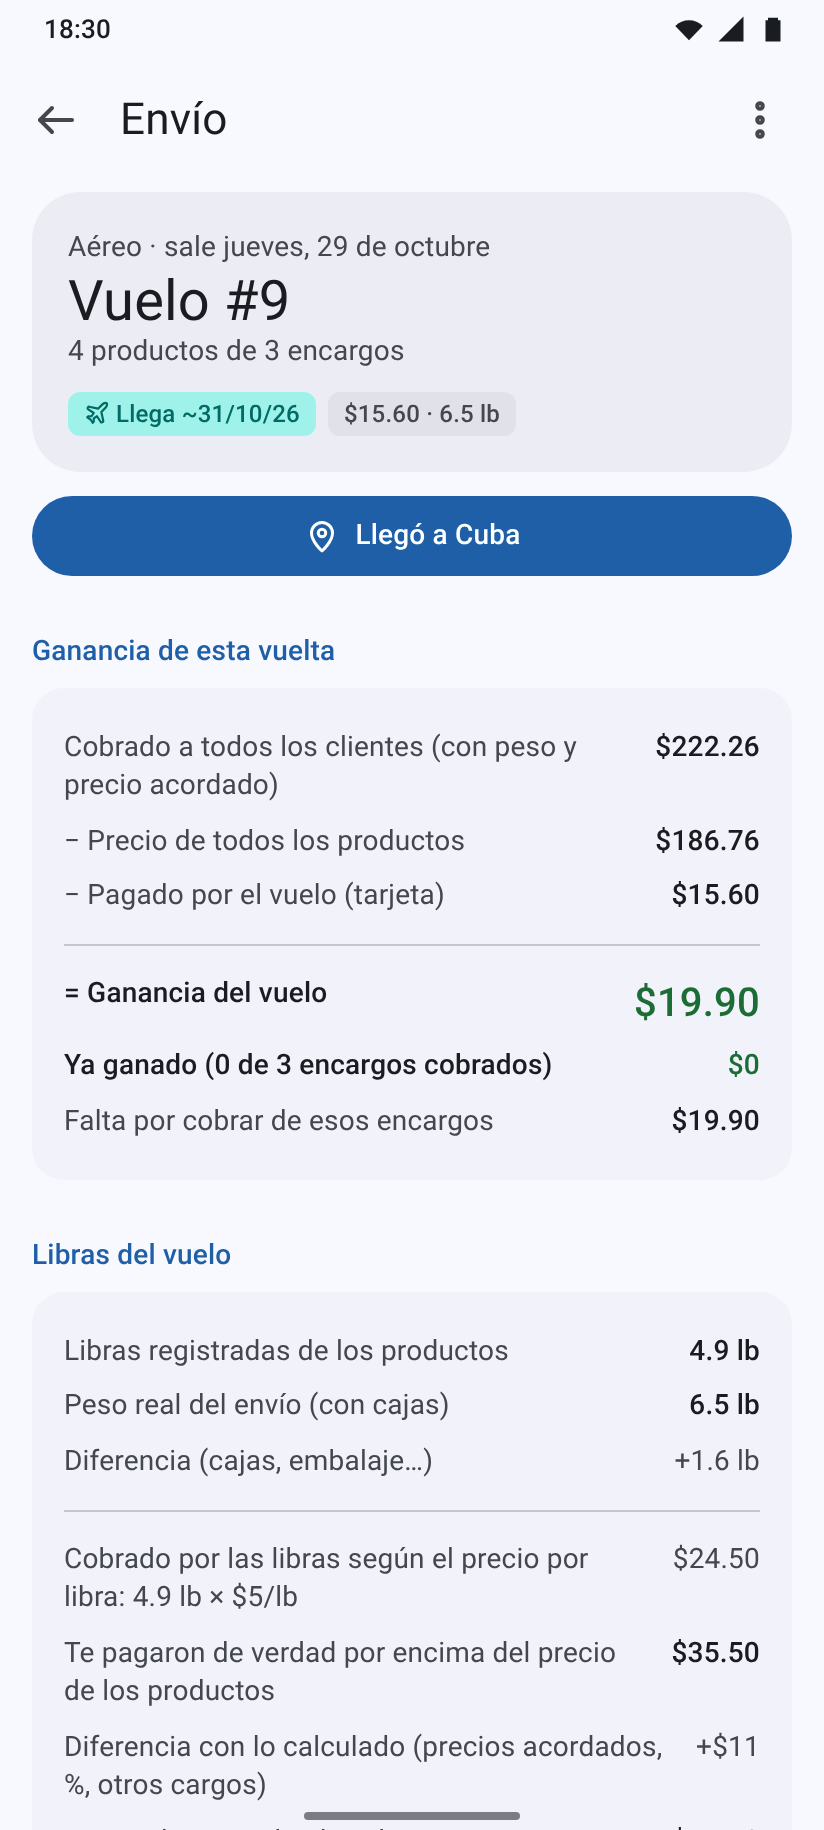 18:30
Envío
Aéreo · sale jueves, 29 de octubre
Vuelo #9
4 productos de 3 encargos
Llega ~31/10/26
$15.60 · 6.5 lb
Llegó a Cuba
Ganancia de esta vuelta
Cobrado a todos los clientes (con peso y $222.26
precio acordado)
− Precio de todos los productos $186.76
− Pagado por el vuelo (tarjeta) $15.60
= Ganancia del vuelo $19.90
Ya ganado (0 de 3 encargos cobrados) $0
Falta por cobrar de esos encargos $19.90
Libras del vuelo
Libras registradas de los productos 4.9 lb
Peso real del envío (con cajas) 6.5 lb
Diferencia (cajas, embalaje…) +1.6 lb
Cobrado por las libras según el precio por $24.50
libra: 4.9 lb × $5/lb
Te pagaron de verdad por encima del precio $35.50
de los productos
Diferencia con lo calculado (precios acordados, +$11
%, otros cargos)